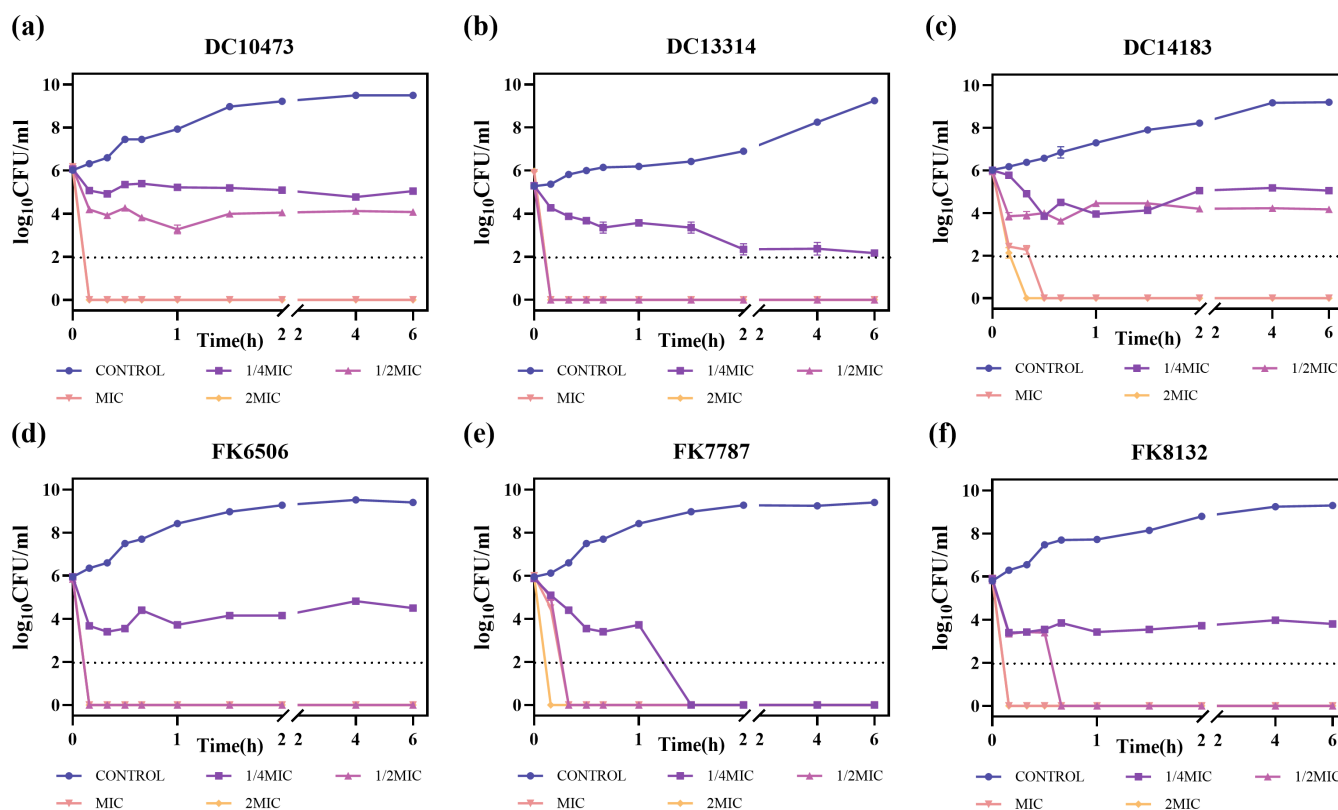 (a) (b) (c)
DC10473 DC13314 DC14183
10 8 6 4 2 0 log10CFU/ml 0 1 2 2 4 6 Time(h)
10 8 6 4 2 0 log10CFU/ml 0 1 2 2 4 6 Time(h)
10 8 6 4 2 0 log10CFU/ml 0 1 2 2 4 6 Time(h)
CONTROL 1/4MIC 1/2MIC CONTROL 1/4MIC 1/2MIC CONTROL 1/4MIC 1/2MIC
MIC 2MIC MIC 2MIC MIC 2MIC
(d) (e) (f)
FK6506 FK7787 FK8132
10 8 6 4 2 0 log10CFU/ml 0 1 2 2 4 6 Time(h)
10 8 6 4 2 0 log10CFU/ml 0 1 2 2 4 6 Time(h)
10 8 6 4 2 0 log10CFU/ml 0 1 2 2 4 6 Time(h)
CONTROL 1/4MIC 1/2MIC CONTROL 1/4MIC 1/2MIC CONTROL 1/4MIC 1/2MIC
MIC 2MIC MIC 2MIC MIC 2MIC